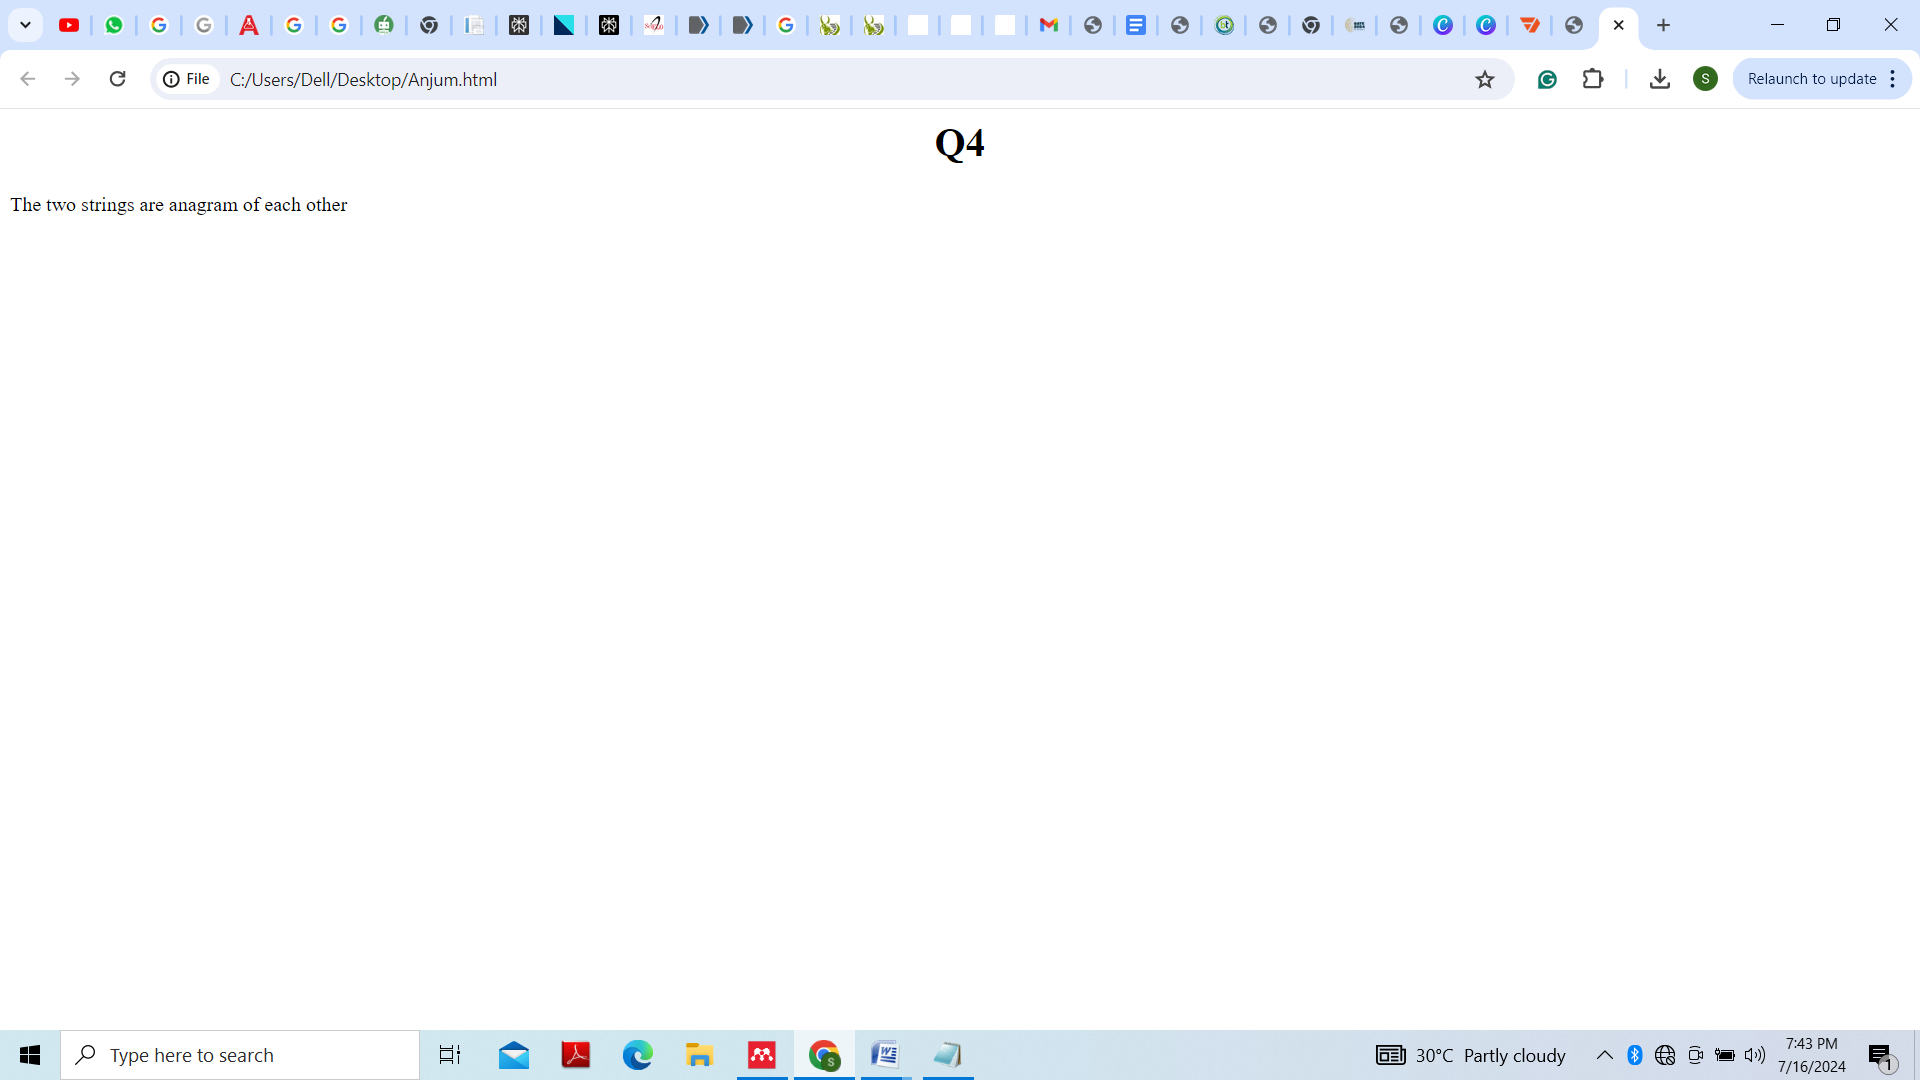 File C:/Users/Dell/Desktop/Anjum.html
S
Relaunch to update
Q4
The two strings are anagram of each other
Type here to search
30°C Partly cloudy
7:43 PM
7/16/2024
1